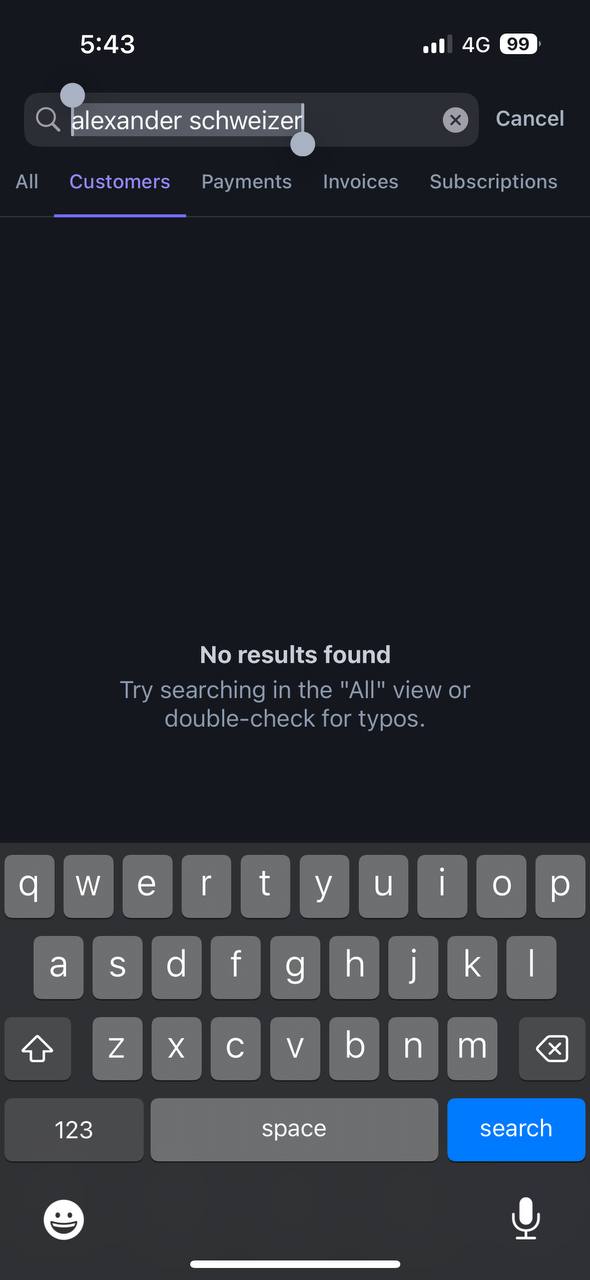 5:43
4G 99
alexander schweizer
Cancel
All Customers Payments Invoices Subscriptions
No results found
Try searching in the "All" view or
double-check for typos.
q w e r t y u i o p
a s d f g h j k l
z x c v b n m
123 space search